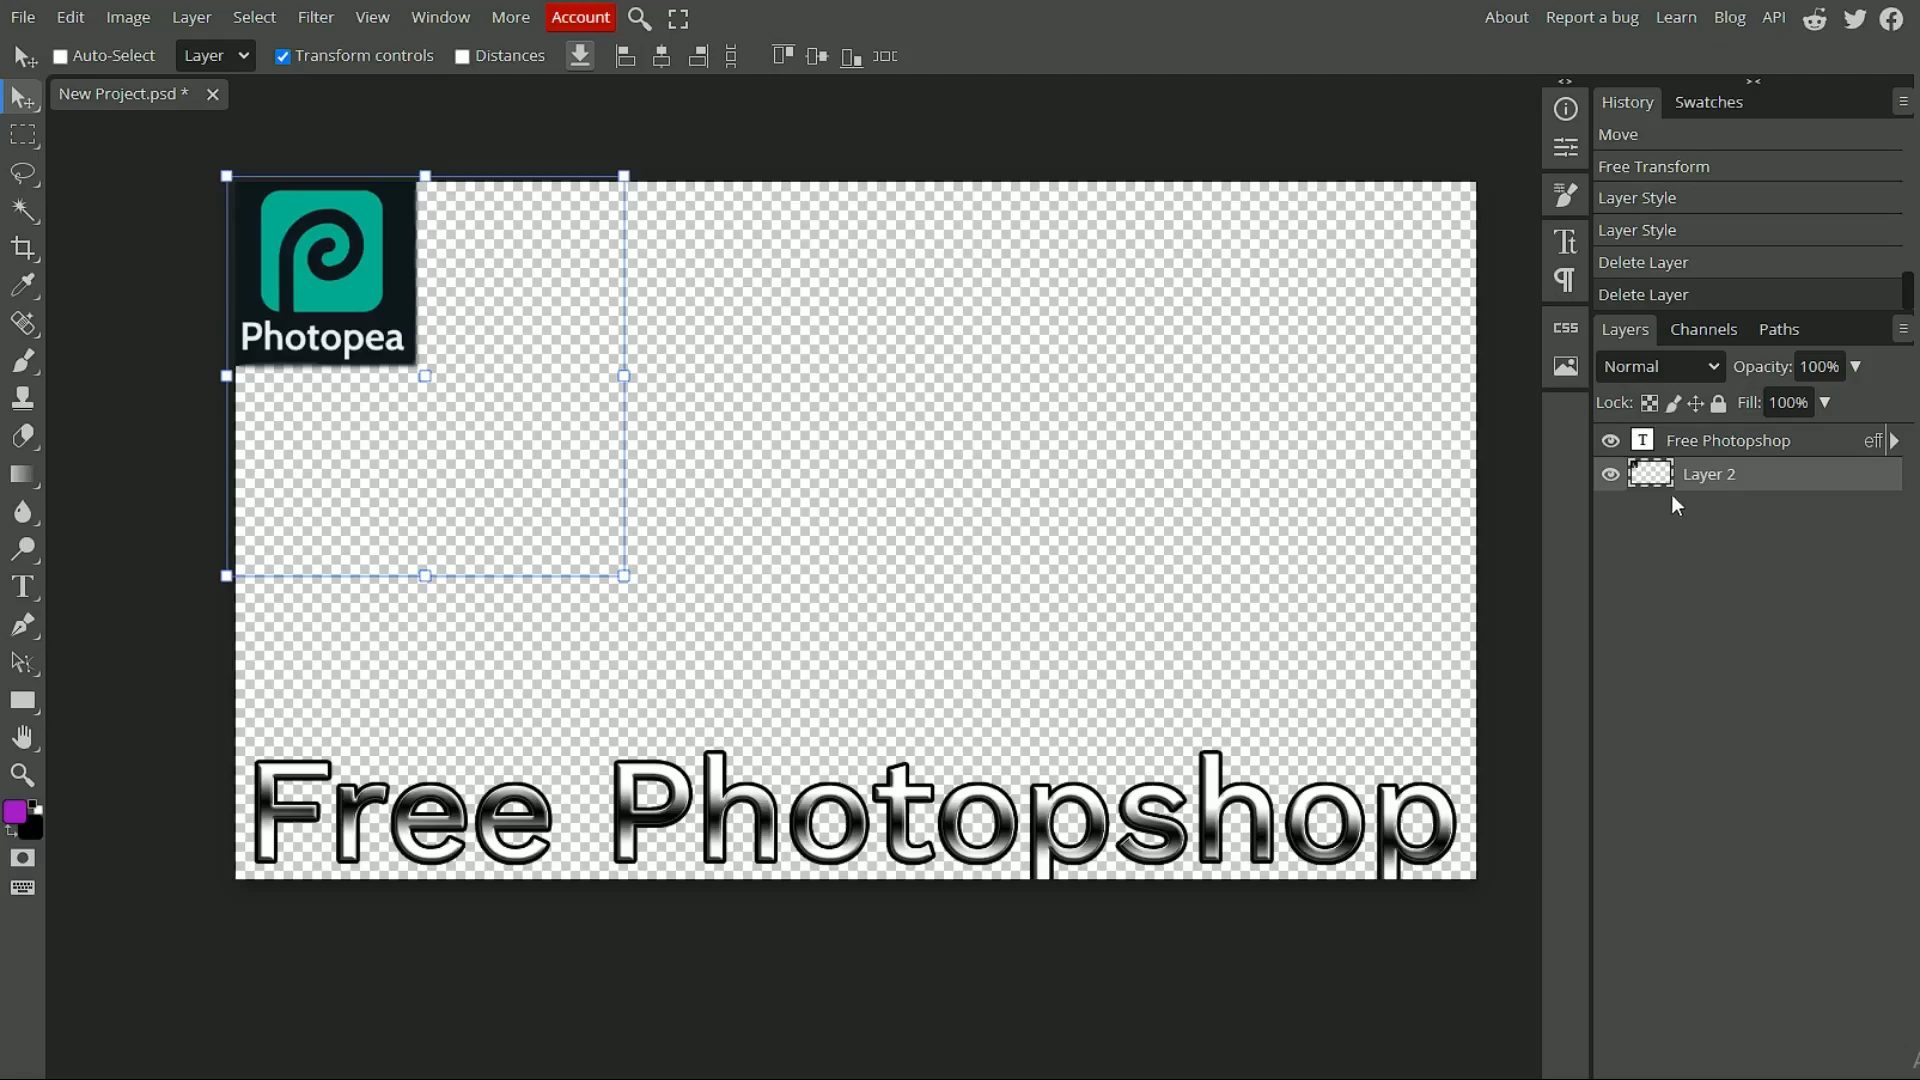 File Edit Image Layer Select Filter View Window More Account About Report a bug Learn Blog API
Auto-Select Layer Transform controls Distances
New Project.psd *
History Swatches
Move
Free Transform
Layer Style
Layer Style
Delete Layer
Delete Layer
Layers Channels Paths
Normal Opacity: 100%
Lock: Fill: 100%
T Free Photopshop eff
Layer 2
Tt
CSS
T
Photopea
Free Photopshop